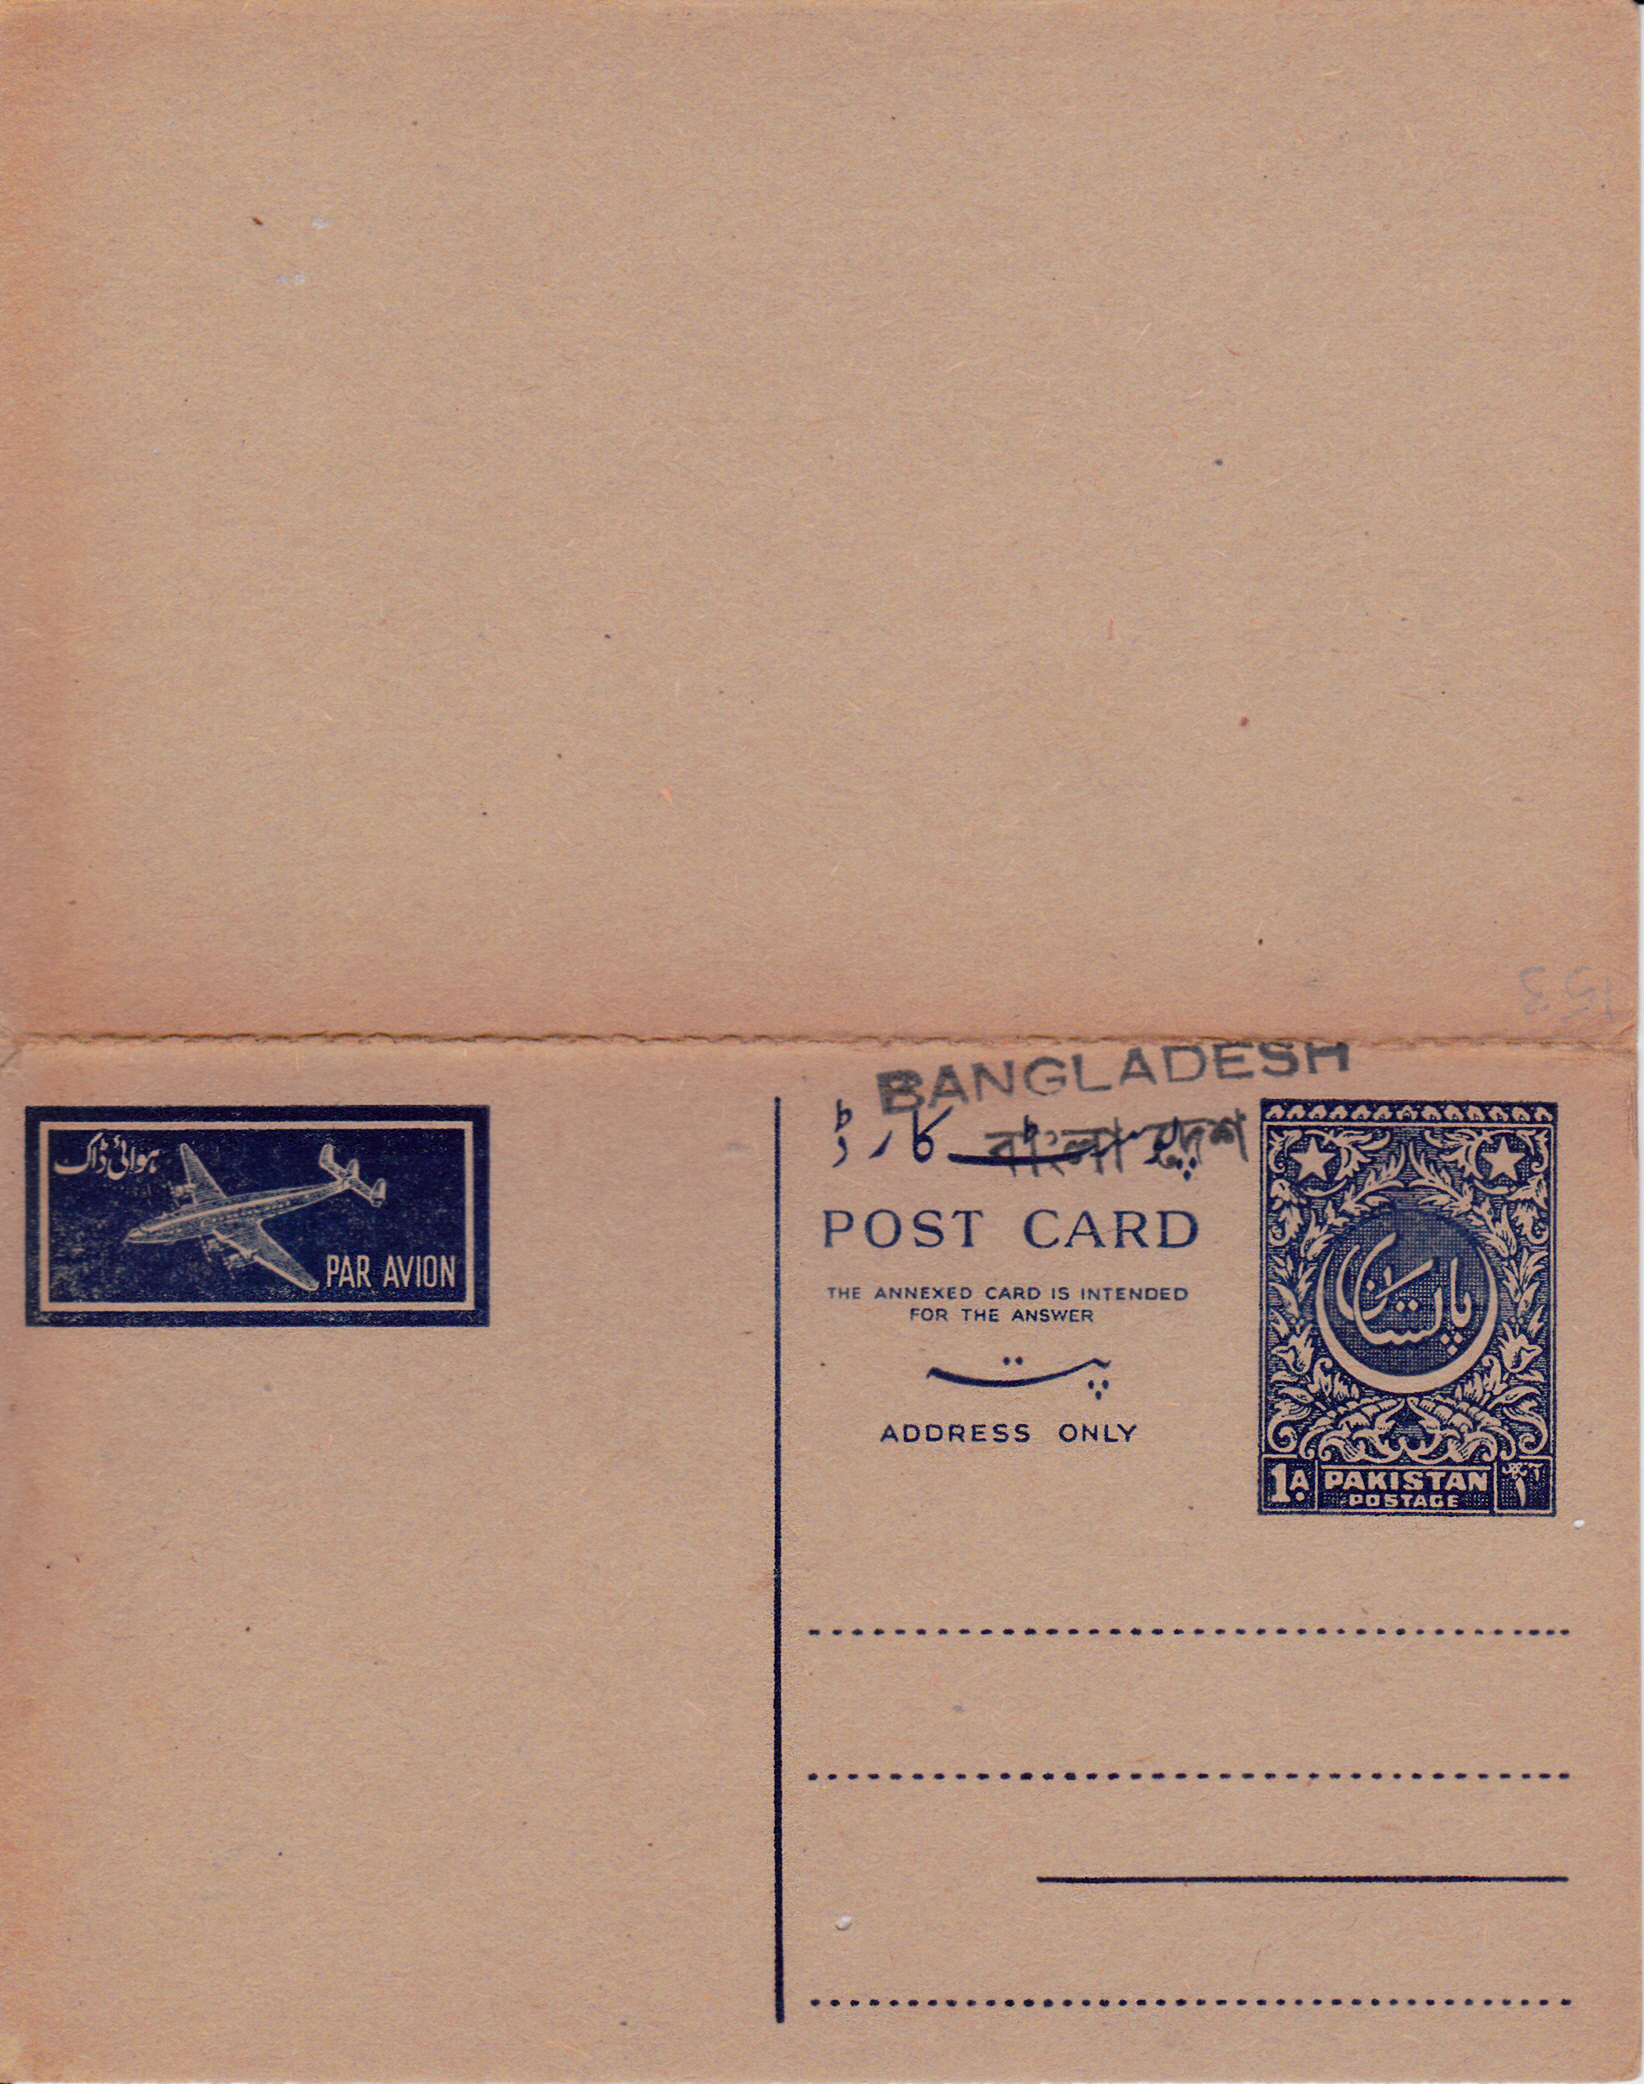 BANGLADESH
বাংলা দেশ
پوسٹ کارڈ
POST CARD
THE ANNEXED CARD IS INTENDED
FOR THE ANSWER
پتہ
ADDRESS ONLY
ہوائی ڈاک
PAR AVION
پاکستان
1A PAKISTAN
POSTAGE